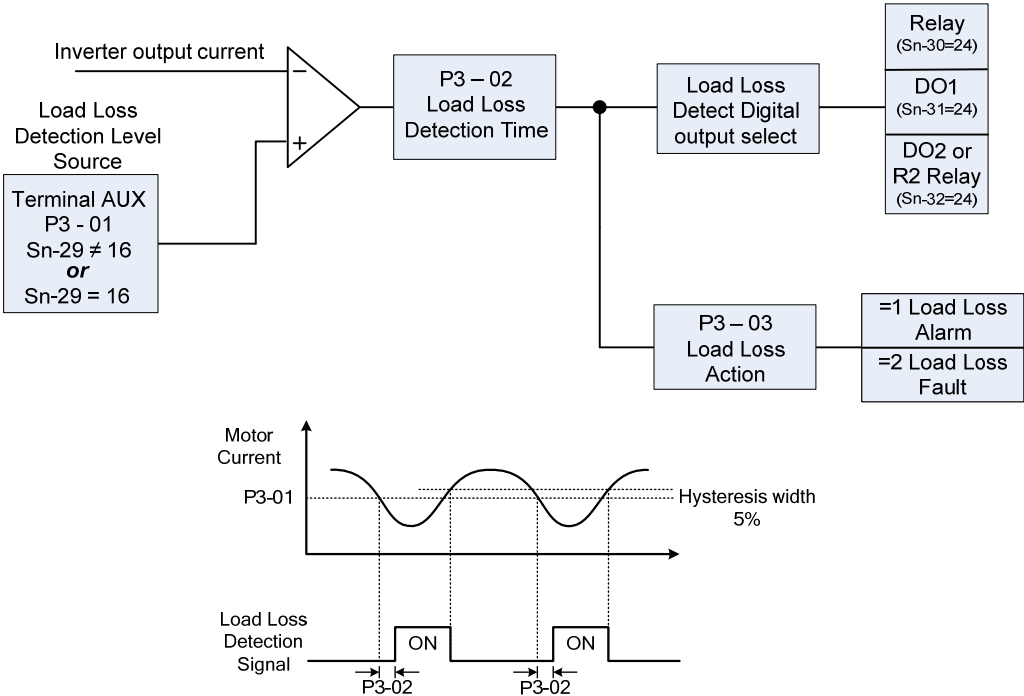 Inverter output current
−
+
Load Loss
Detection Level
Source
Terminal AUX
P3 - 01
Sn-29 ≠ 16
or
Sn-29 = 16
P3 – 02
Load Loss
Detection Time
Load Loss
Detect Digital
output select
Relay
(Sn-30=24)
DO1
(Sn-31=24)
DO2 or
R2 Relay
(Sn-32=24)
P3 – 03
Load Loss
Action
=1 Load Loss
Alarm
=2 Load Loss
Fault
Motor
Current
P3-01
Hysteresis width
5%
Load Loss
Detection
Signal
ON
ON
P3-02
P3-02